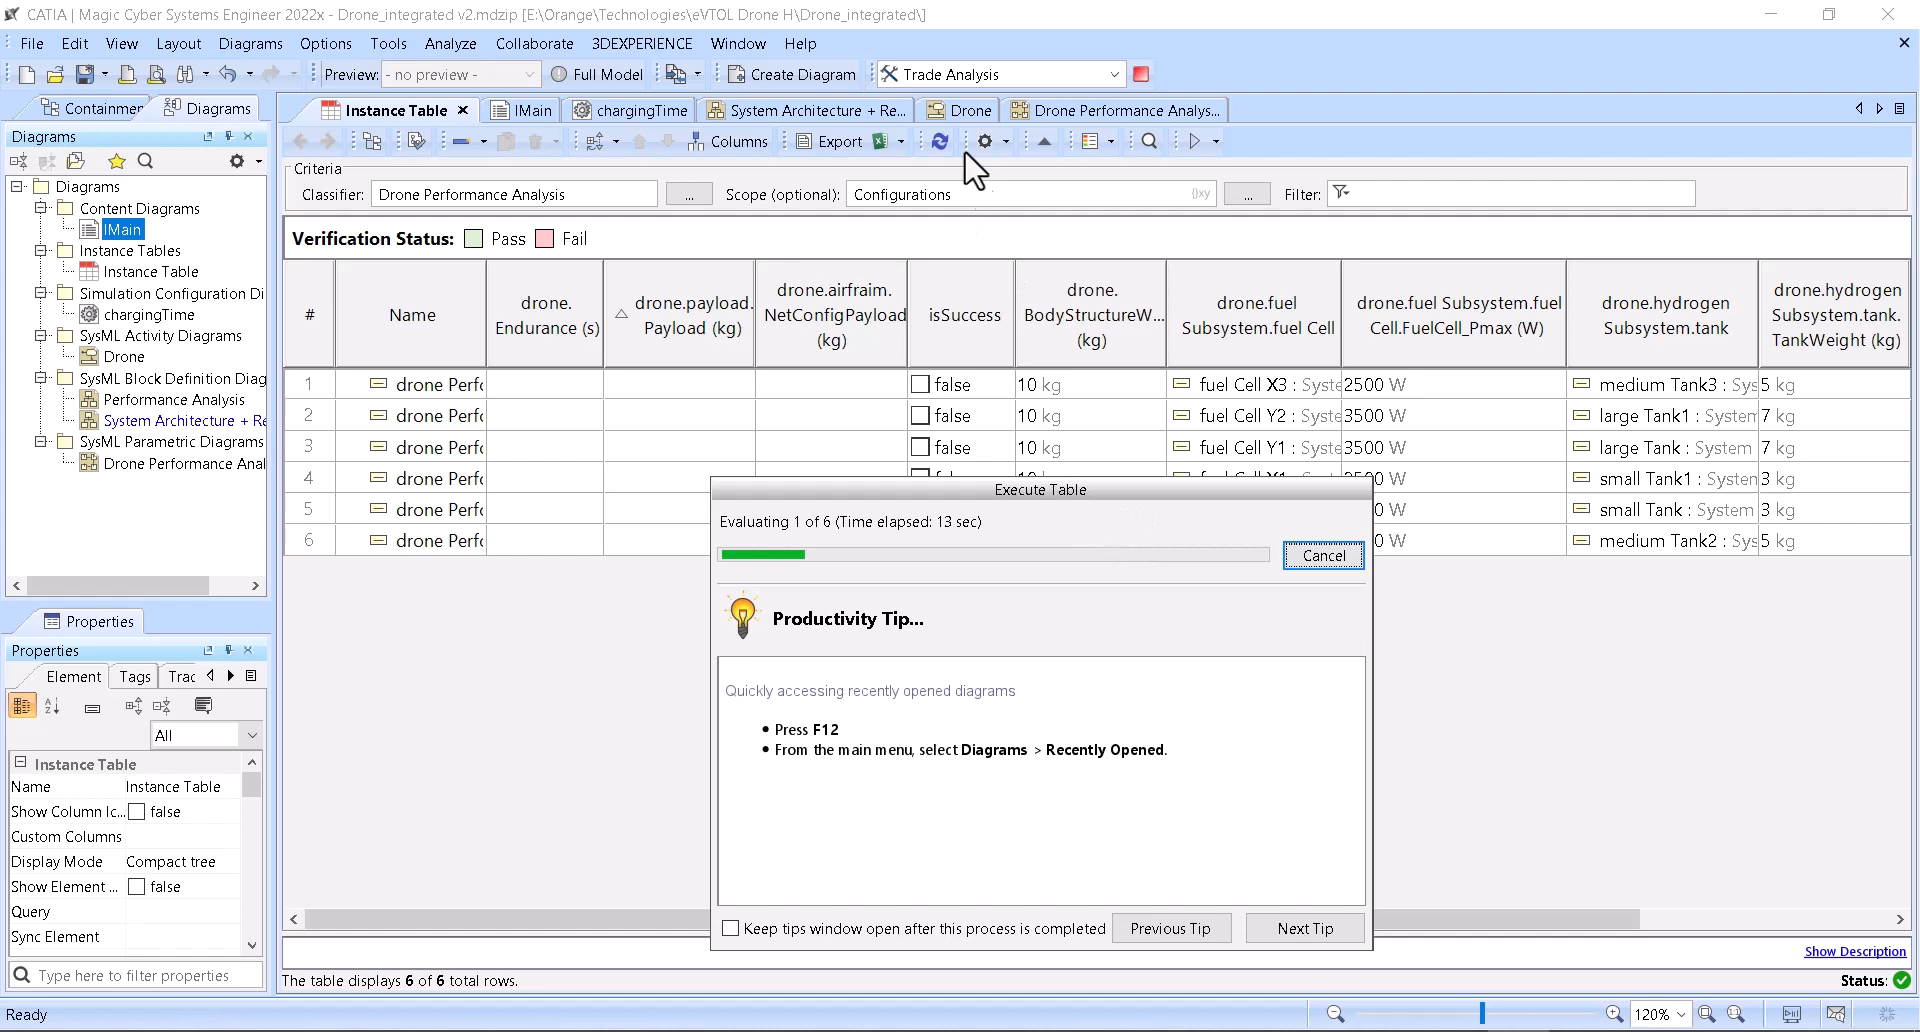 CATIA | Magic Cyber Systems Engineer 2022x - Drone_integrated v2.mdzip [E:\Orange\Technologies\eVTOL Drone H\Drone_integrated\]
File Edit View Layout Diagrams Options Tools Analyze Collaborate 3DEXPERIENCE Window Help
Preview: - no preview - Full Model Create Diagram Trade Analysis
Containmer Diagrams
Instance Table IMain chargingTime System Architecture + Re... Drone Drone Performance Analys...
Diagrams
Columns Export
Criteria
Classifier: Drone Performance Analysis ... Scope (optional): Configurations {}xy ... Filter:
Diagrams
Content Diagrams
IMain
Instance Tables
Instance Table
Simulation Configuration Di
chargingTime
SysML Activity Diagrams
Drone
SysML Block Definition Diag
Performance Analysis
System Architecture + Re
SysML Parametric Diagrams
Drone Performance Anal
Verification Status: Pass Fail
# Name drone. Endurance (s) drone.payload. Payload (kg) drone.airfraim. NetConfigPayload (kg) isSuccess drone. BodyStructureW... (kg) drone.fuel Subsystem.fuel Cell drone.fuel Subsystem.fuel Cell.FuelCell_Pmax (W) drone.hydrogen Subsystem.tank drone.hydrogen Subsystem.tank. TankWeight (kg)
1 drone Perfo false 10 kg fuel Cell X3 : Syste 2500 W medium Tank3 : Sys 5 kg
2 drone Perfo false 10 kg fuel Cell Y2 : Syste 3500 W large Tank1 : System 7 kg
3 drone Perfo false 10 kg fuel Cell Y1 : Syste 3500 W large Tank : System 7 kg
4 drone Perfo small Tank1 : System 3 kg
5 drone Perfo 0 W small Tank : System 3 kg
6 drone Perfo 0 W medium Tank2 : Sys 5 kg
Execute Table
Evaluating 1 of 6 (Time elapsed: 13 sec)
Cancel
Productivity Tip...
Quickly accessing recently opened diagrams
• Press F12
• From the main menu, select Diagrams > Recently Opened.
Keep tips window open after this process is completed Previous Tip Next Tip
Properties
Properties
Element Tags Trac
All
Instance Table
Name Instance Table
Show Column Ic... false
Custom Columns
Display Mode Compact tree
Show Element ... false
Query
Sync Element
Type here to filter properties
Show Description
The table displays 6 of 6 total rows. Status:
Ready 120%